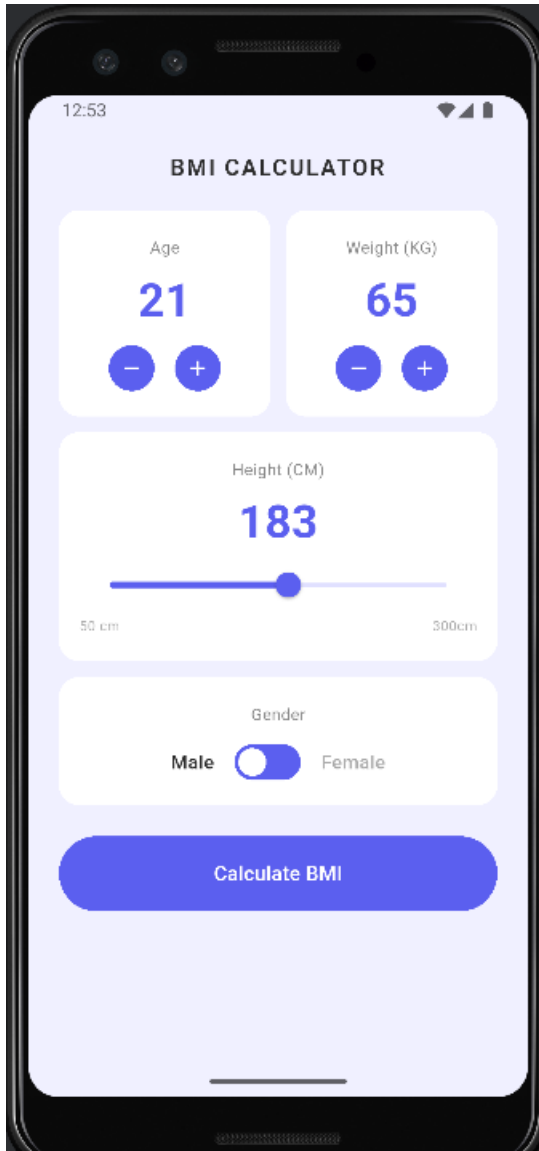 12:53
BMI CALCULATOR
Age
21
− +
Weight (KG)
65
− +
Height (CM)
183
50 cm 300cm
Gender
Male Female
Calculate BMI